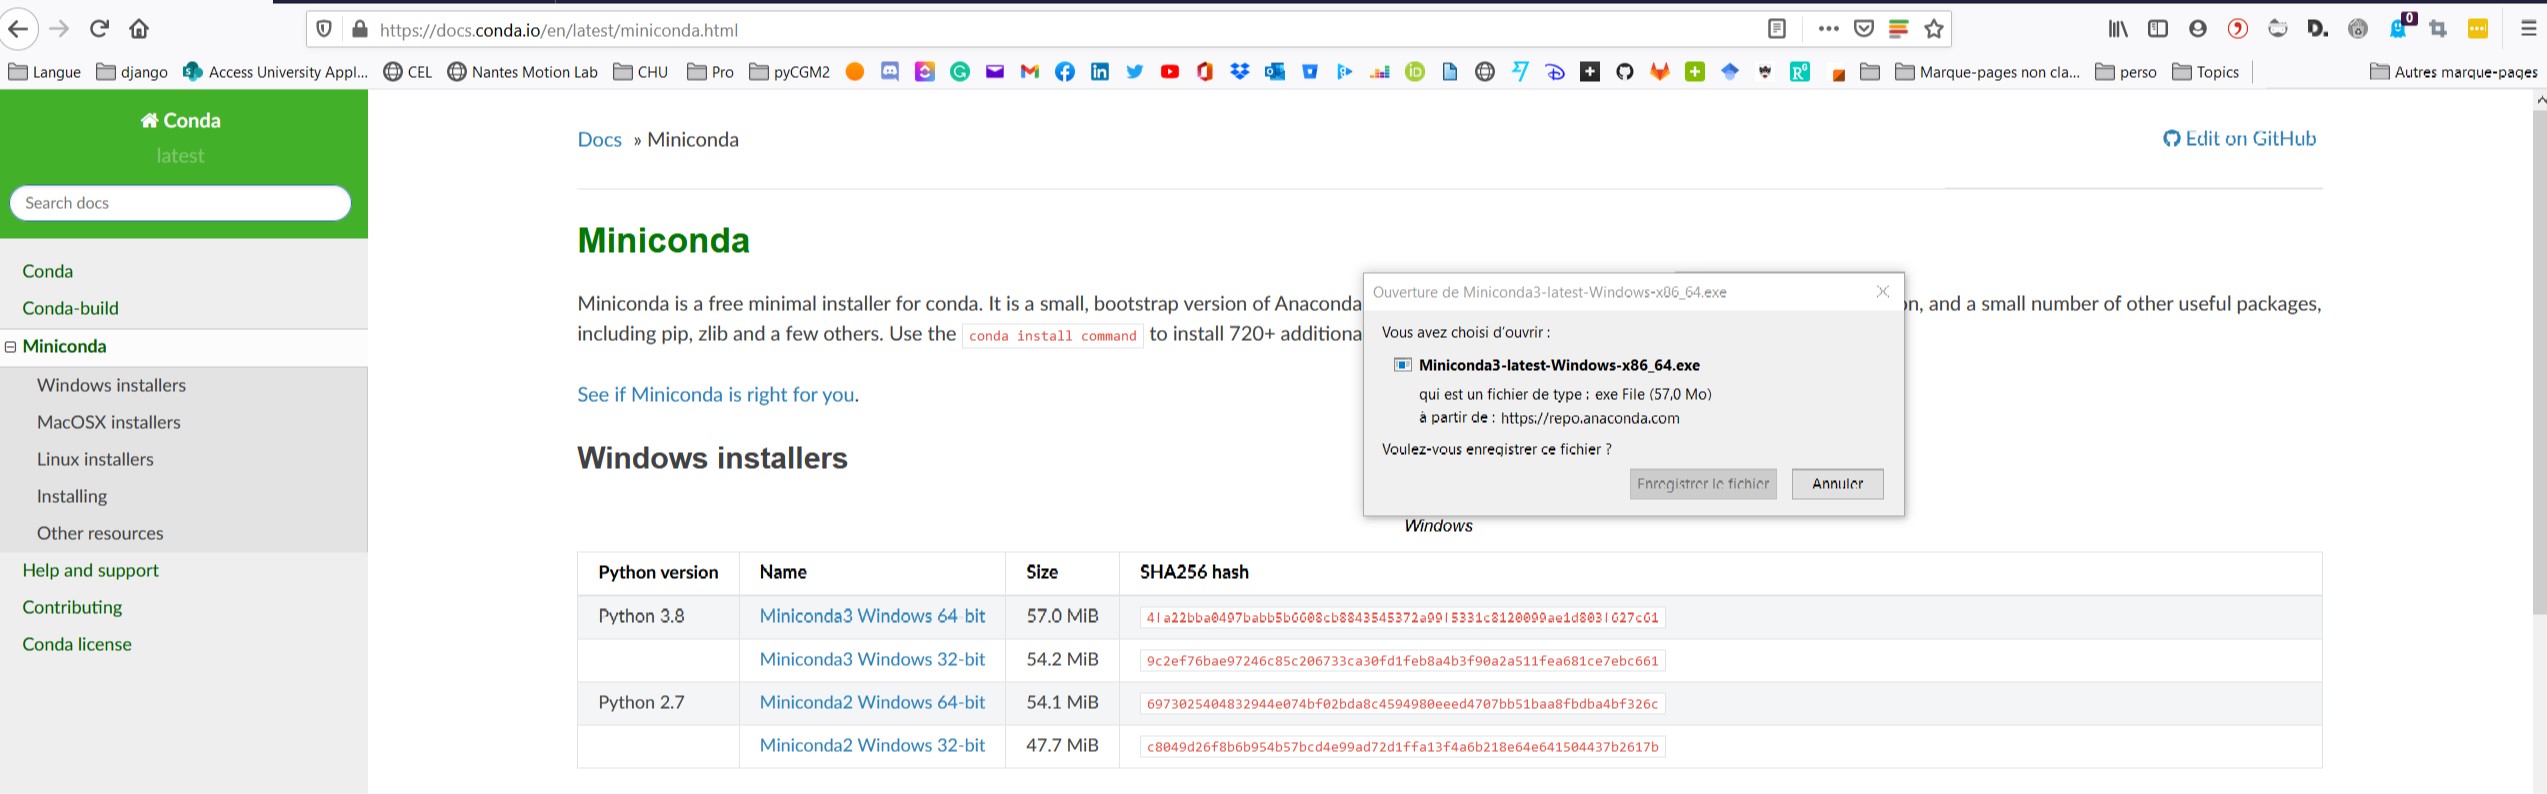 https://docs.conda.io/en/latest/miniconda.html
0
Langue django Access University Appl... CEL Nantes Motion Lab CHU Pro pyCGM2 Marque-pages non cla... perso Topics Autres marque-pages
Conda
latest
Search docs
Conda
Conda-build
Miniconda
Windows installers
MacOSX installers
Linux installers
Installing
Other resources
Help and support
Contributing
Conda license
Docs » Miniconda
Edit on GitHub
Miniconda
Miniconda is a free minimal installer for conda. It is a small, bootstrap version of Anaconda and a small number of other useful packages,
including pip, zlib and a few others. Use the conda install command to install 720+
See if Miniconda is right for you.
Ouverture de Miniconda3-latest-Windows-x86_64.exe
Vous avez choisi d'ouvrir :
Miniconda3-latest-Windows-x86_64.exe
qui est un fichier de type : exe File (57,0 Mo)
à partir de : https://repo.anaconda.com
Voulez-vous enregistrer ce fichier ?
Enregistrer le fichier Annuler
Windows installers
Windows
Python version Name Size SHA256 hash
Python 3.8 Miniconda3 Windows 64-bit 57.0 MiB
Miniconda3 Windows 32-bit 54.2 MiB 9c2ef76bae97246c85c206733ca30fd1feb8a4b3f90a2a511fea681ce7ebc661
Python 2.7 Miniconda2 Windows 64-bit 54.1 MiB 6973025404832944e074bf02bda8c4594980eeed4707bb51baa8fbdba4bf326c
Miniconda2 Windows 32-bit 47.7 MiB c8049d26f8b6b954b57bcd4e99ad72d1ffa13f4a6b218e64e641504437b2617b